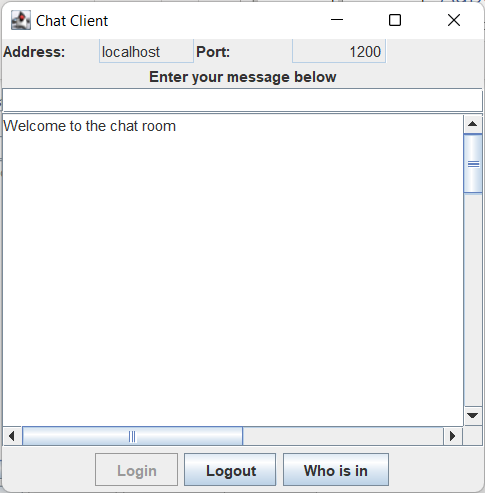 Chat Client
Address: localhost Port: 1200
Enter your message below
Welcome to the chat room
Login Logout Who is in